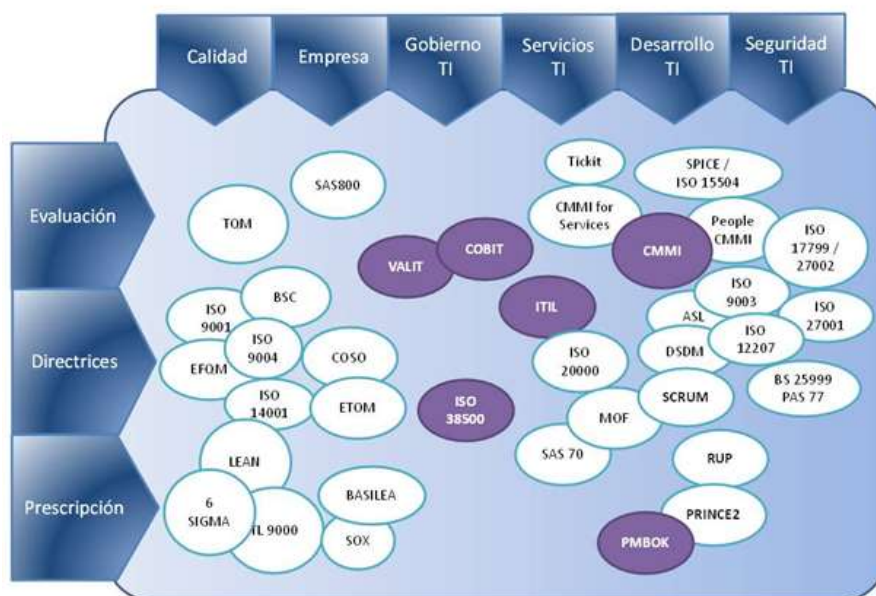 Calidad
Empresa
Gobierno
TI
Servicios
TI
Desarrollo
TI
Seguridad
TI
Evaluación
Directrices
Prescripción
Tickit
SPICE /
ISO 15504
SAS800
CMMI for
Services
People
CMMI
TQM
ISO
17799 /
27002
COBIT
CMMI
VALIT
BSC
ITIL
ISO
9003
ISO
9001
ASL
ISO
27001
ISO
9004
ISO
12207
COSO
DSDM
EFQM
ISO
20000
BS 25999
PAS 77
ISO
14001
ETOM
ISO
38500
SCRUM
MOF
LEAN
SAS 70
RUP
6
SIGMA
BASILEA
TL 9000
SOX
PRINCE2
PMBOK